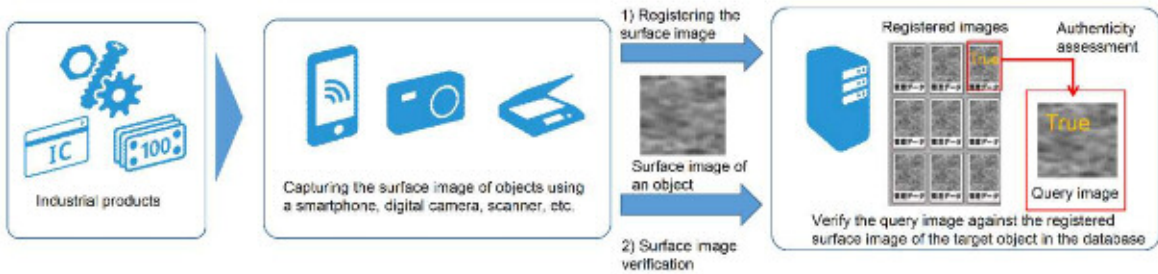 IC
100
Industrial products
Capturing the surface image of objects using
a smartphone, digital camera, scanner, etc.
1) Registering the
surface image
Surface image of
an object
2) Surface image
verification
Registered images
True
Authenticity
assessment
True
Query image
Verify the query image against the registered
surface image of the target object in the database